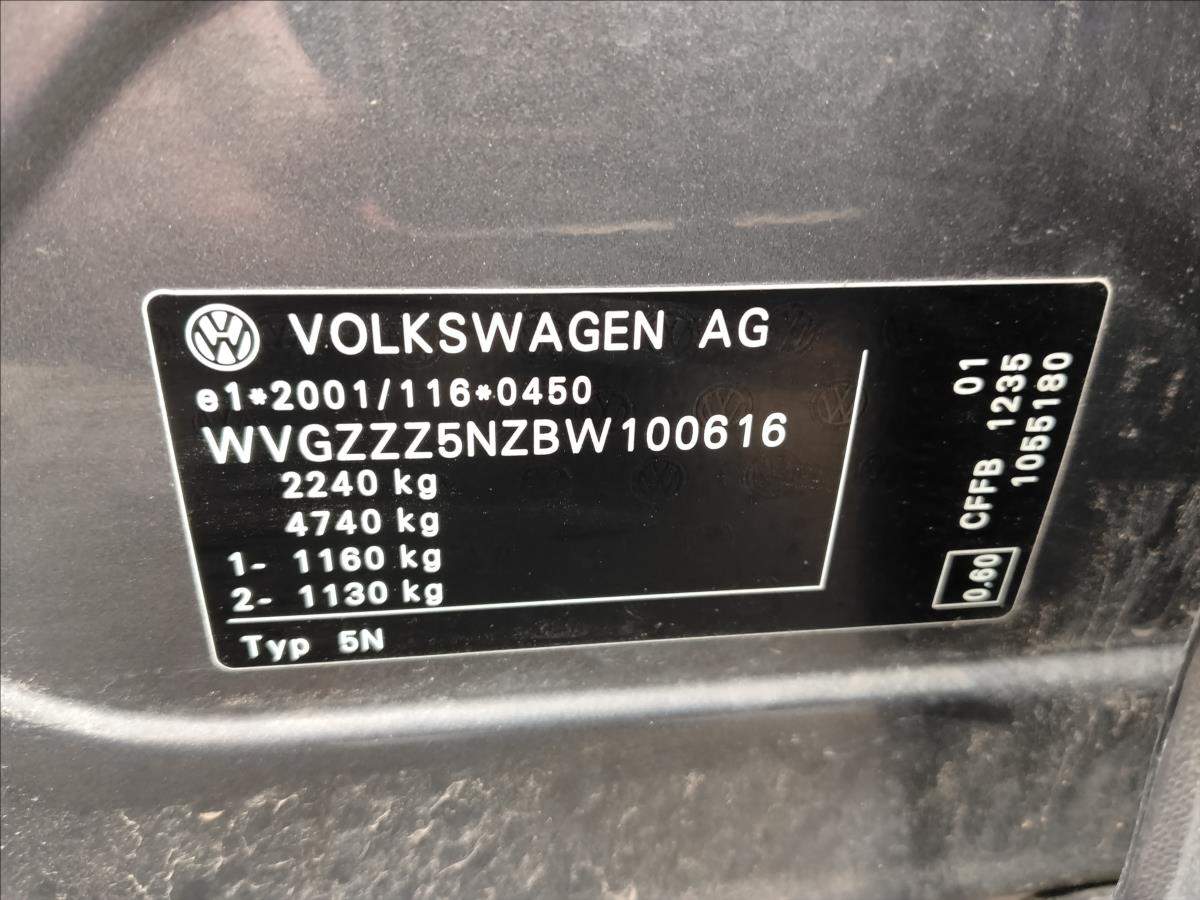 VOLKSWAGEN AG
e1*2001/116*0450
WVGZZZ5NZBW100616
2240 kg
4740 kg
1- 1160 kg
2- 1130 kg
Typ 5N
01
CFFB 1235
1055180
0.60